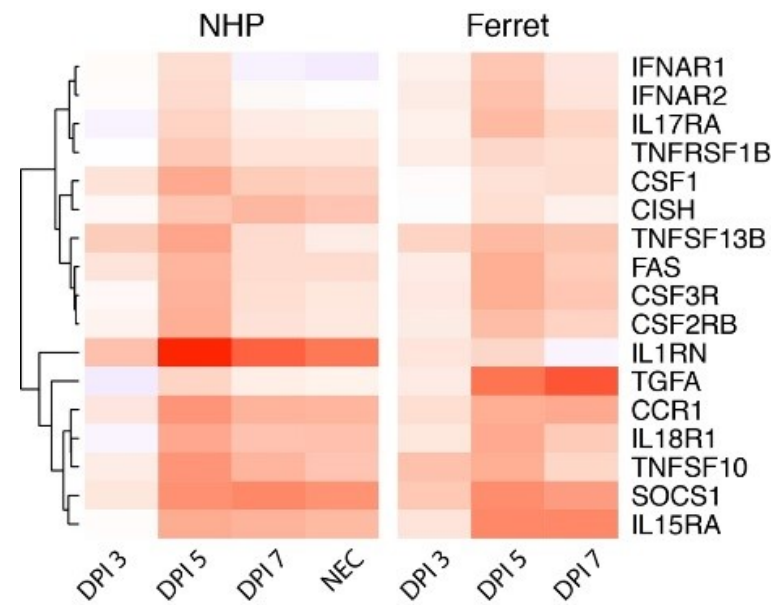 NHP Ferret
IFNAR1
IFNAR2
IL17RA
TNFRSF1B
CSF1
CISH
TNFSF13B
FAS
CSF3R
CSF2RB
IL1RN
TGFA
CCR1
IL18R1
TNFSF10
SOCS1
IL15RA
DPI 3 DPI 5 DPI 7 NEC DPI 3 DPI 5 DPI 7